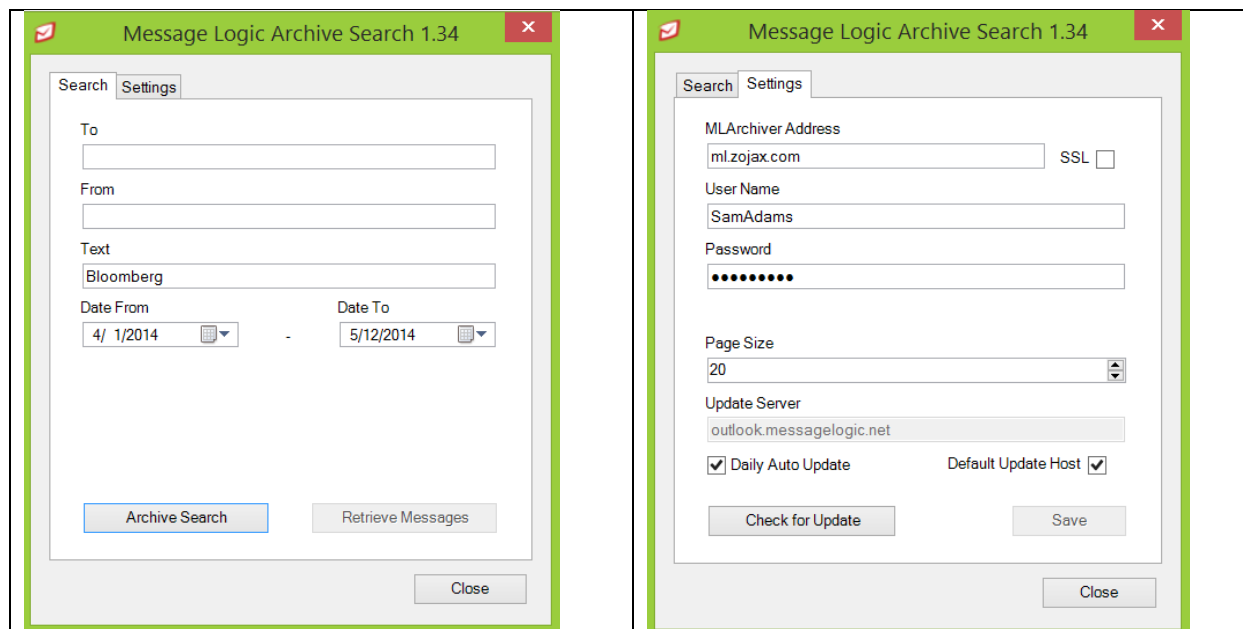 Message Logic Archive Search 1.34
Search Settings
To
From
Text
Bloomberg
Date From Date To
4/ 1/2014 - 5/12/2014
Archive Search Retrieve Messages
Close
Message Logic Archive Search 1.34
Search Settings
MLArchiver Address
ml.zojax.com SSL
User Name
SamAdams
Password
●●●●●●●●●
Page Size
20
Update Server
outlook.messagelogic.net
Daily Auto Update Default Update Host
Check for Update Save
Close